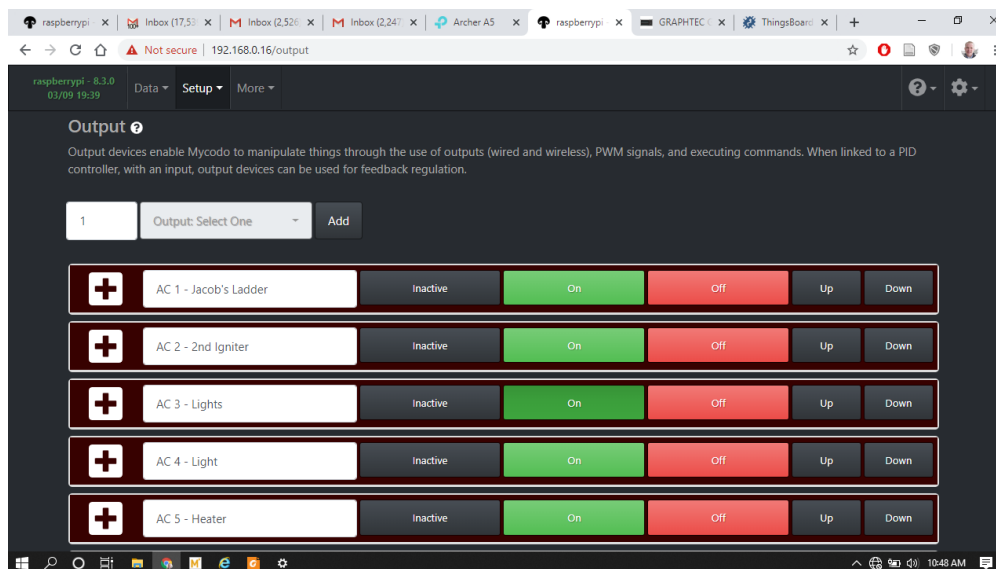 raspberrypi - Inbox (17,53 Inbox (2,526 Inbox (2,247 Archer A5 raspberrypi - GRAPHTEC ThingsBoard
Not secure 192.168.0.16/output
raspberrypi - 8.3.0
03/09 19:39
Data Setup More
Output
Output devices enable Mycodo to manipulate things through the use of outputs (wired and wireless), PWM signals, and executing commands. When linked to a PID
controller, with an input, output devices can be used for feedback regulation.
1 Output: Select One Add
AC 1 - Jacob's Ladder Inactive On Off Up Down
AC 2 - 2nd Igniter Inactive On Off Up Down
AC 3 - Lights Inactive On Off Up Down
AC 4 - Light Inactive On Off Up Down
AC 5 - Heater Inactive On Off Up Down
10:48 AM